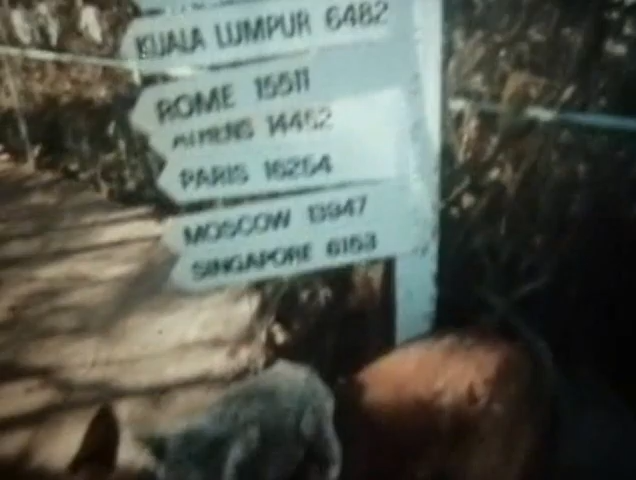 KUALA LUMPUR 6482
ROME 15511
ATHENS 14452
PARIS 16254
MOSCOW 13947
SINGAPORE 6153